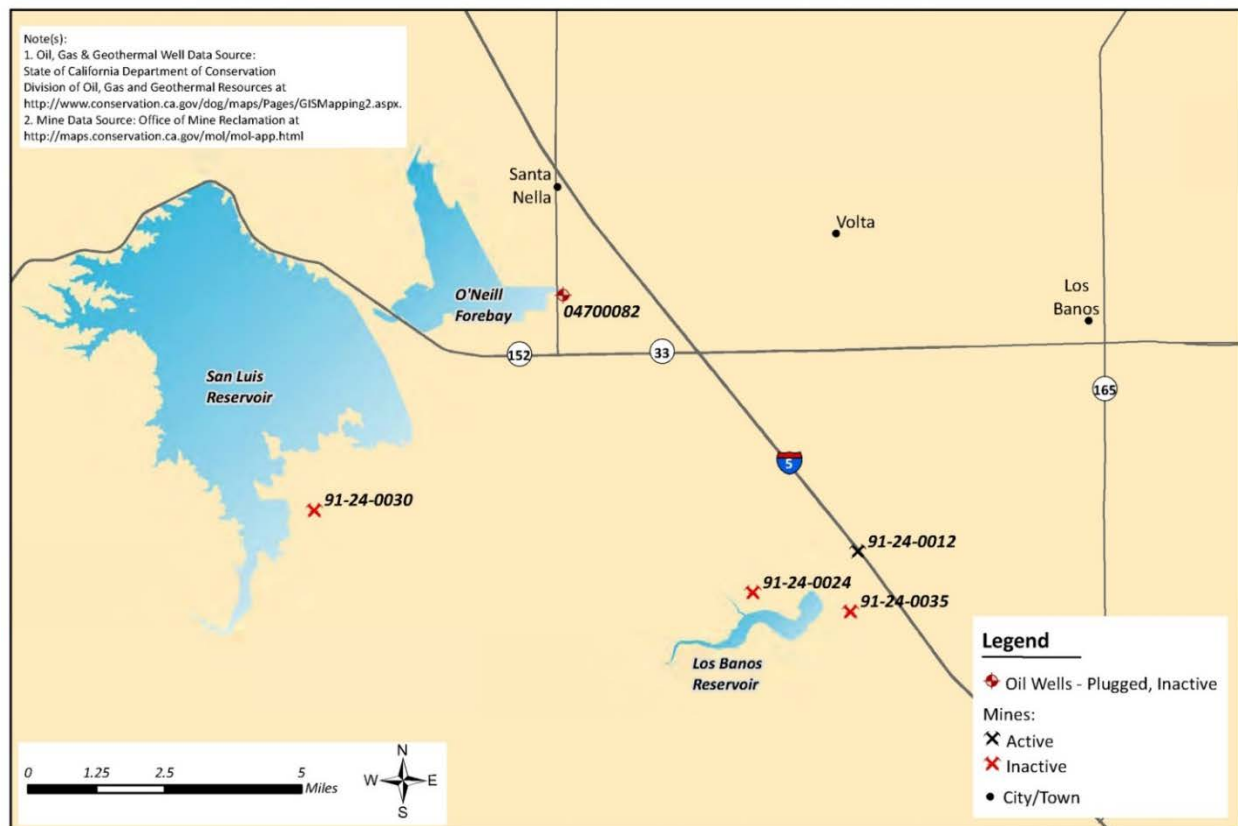 Note(s):
1. Oil, Gas & Geothermal Well Data Source:
State of California Department of Conservation
Division of Oil, Gas and Geothermal Resources at
http://www.conservation.ca.gov/dog/maps/Pages/GISMapping2.aspx.
2. Mine Data Source: Office of Mine Reclamation at
http://maps.conservation.ca.gov/mol/mol-app.html
Santa
Nella
Volta
Los
Banos
O'Neill
Forebay
04700082
152
33
165
San Luis
Reservoir
5
91-24-0030
91-24-0012
91-24-0024
91-24-0035
Los Banos
Reservoir
Legend
Oil Wells - Plugged, Inactive
Mines:
Active
Inactive
City/Town
0 1.25 2.5 5
Miles
N
W E
S